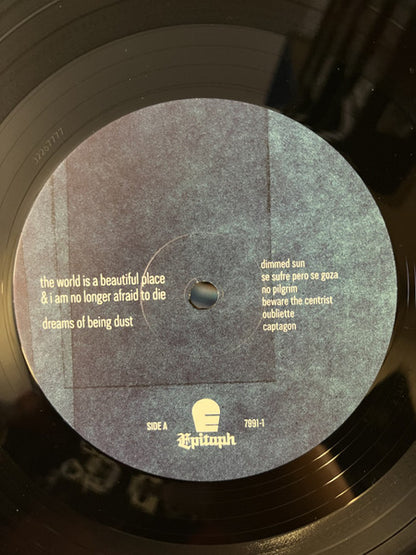 the world is a beautiful place
& i am no longer afraid to die
dreams of being dust
dimmed sun
se sufre pero se goza
no pilgrim
beware the centrist
oubliette
captagon
SIDE A
E
Epitaph
7991-1